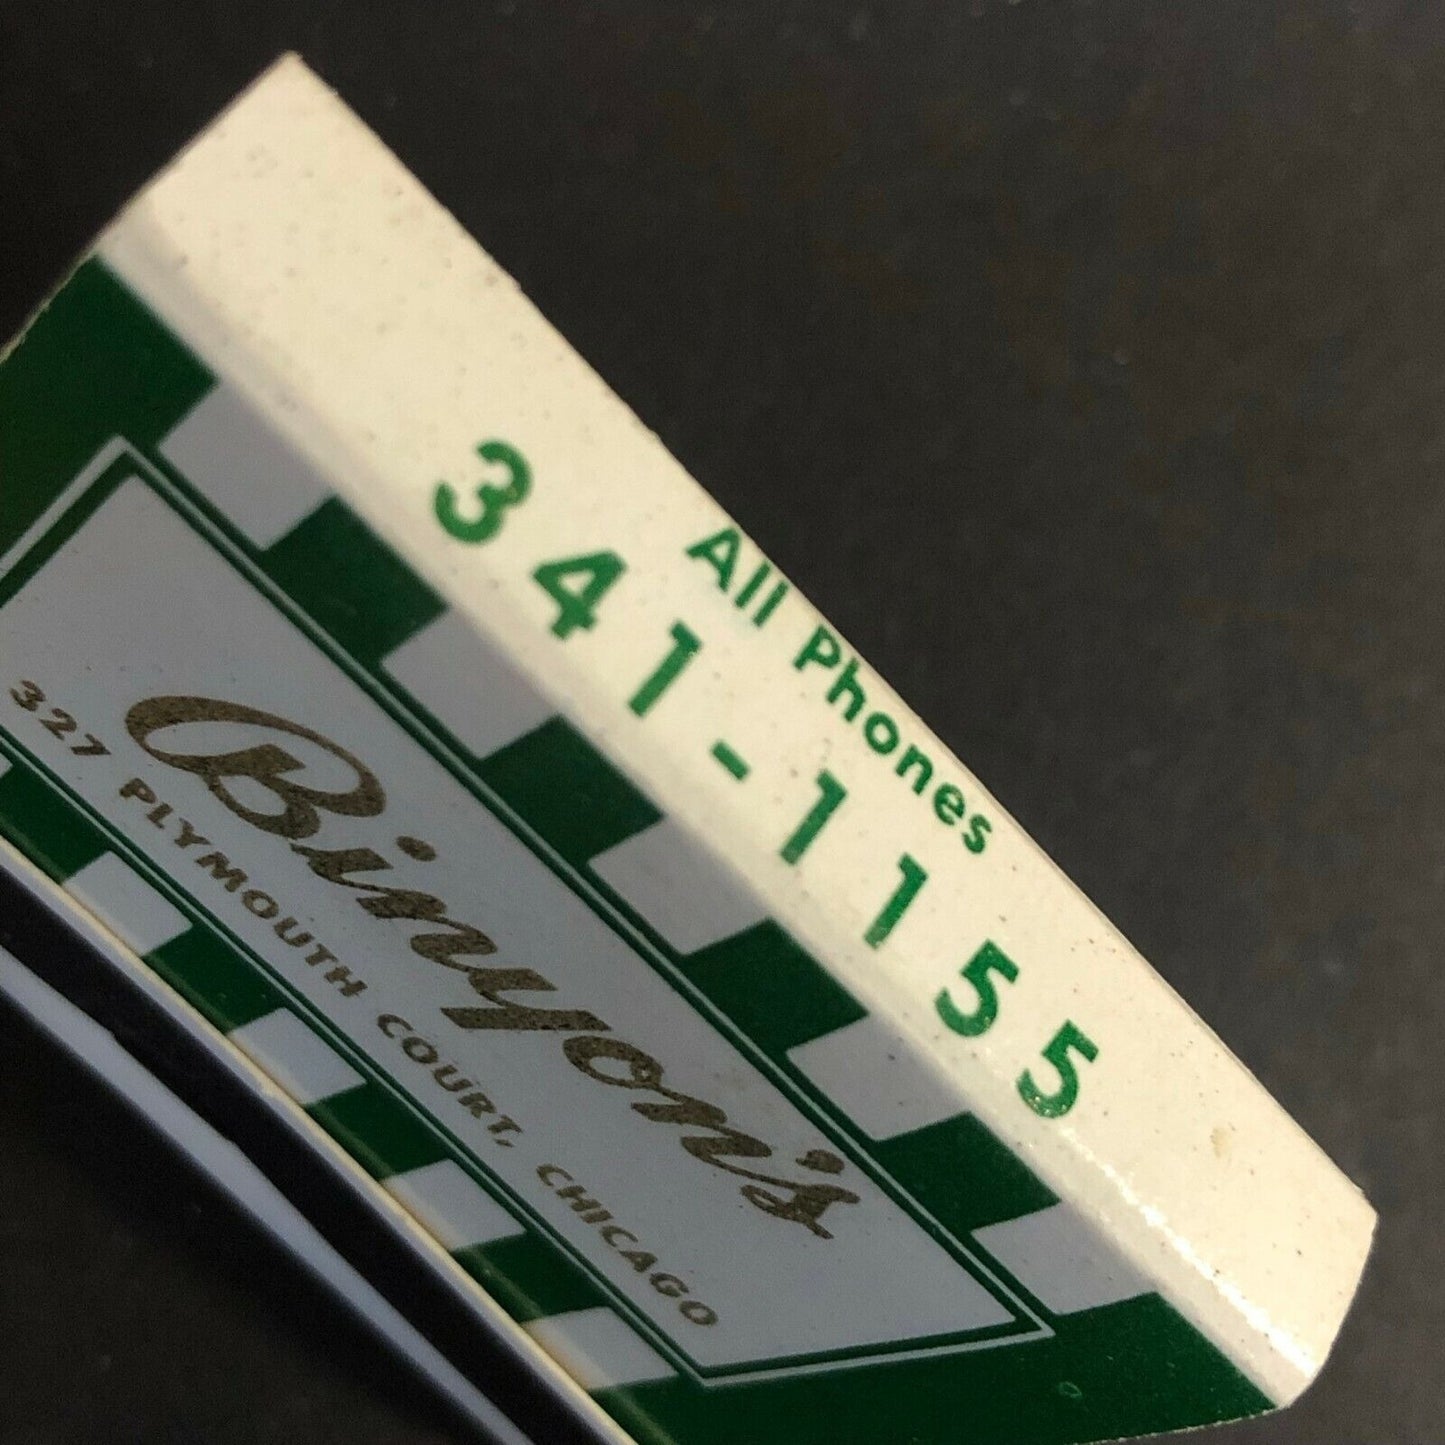 All Phones
341-1155
Binyon's
327 PLYMOUTH COURT, CHICAGO